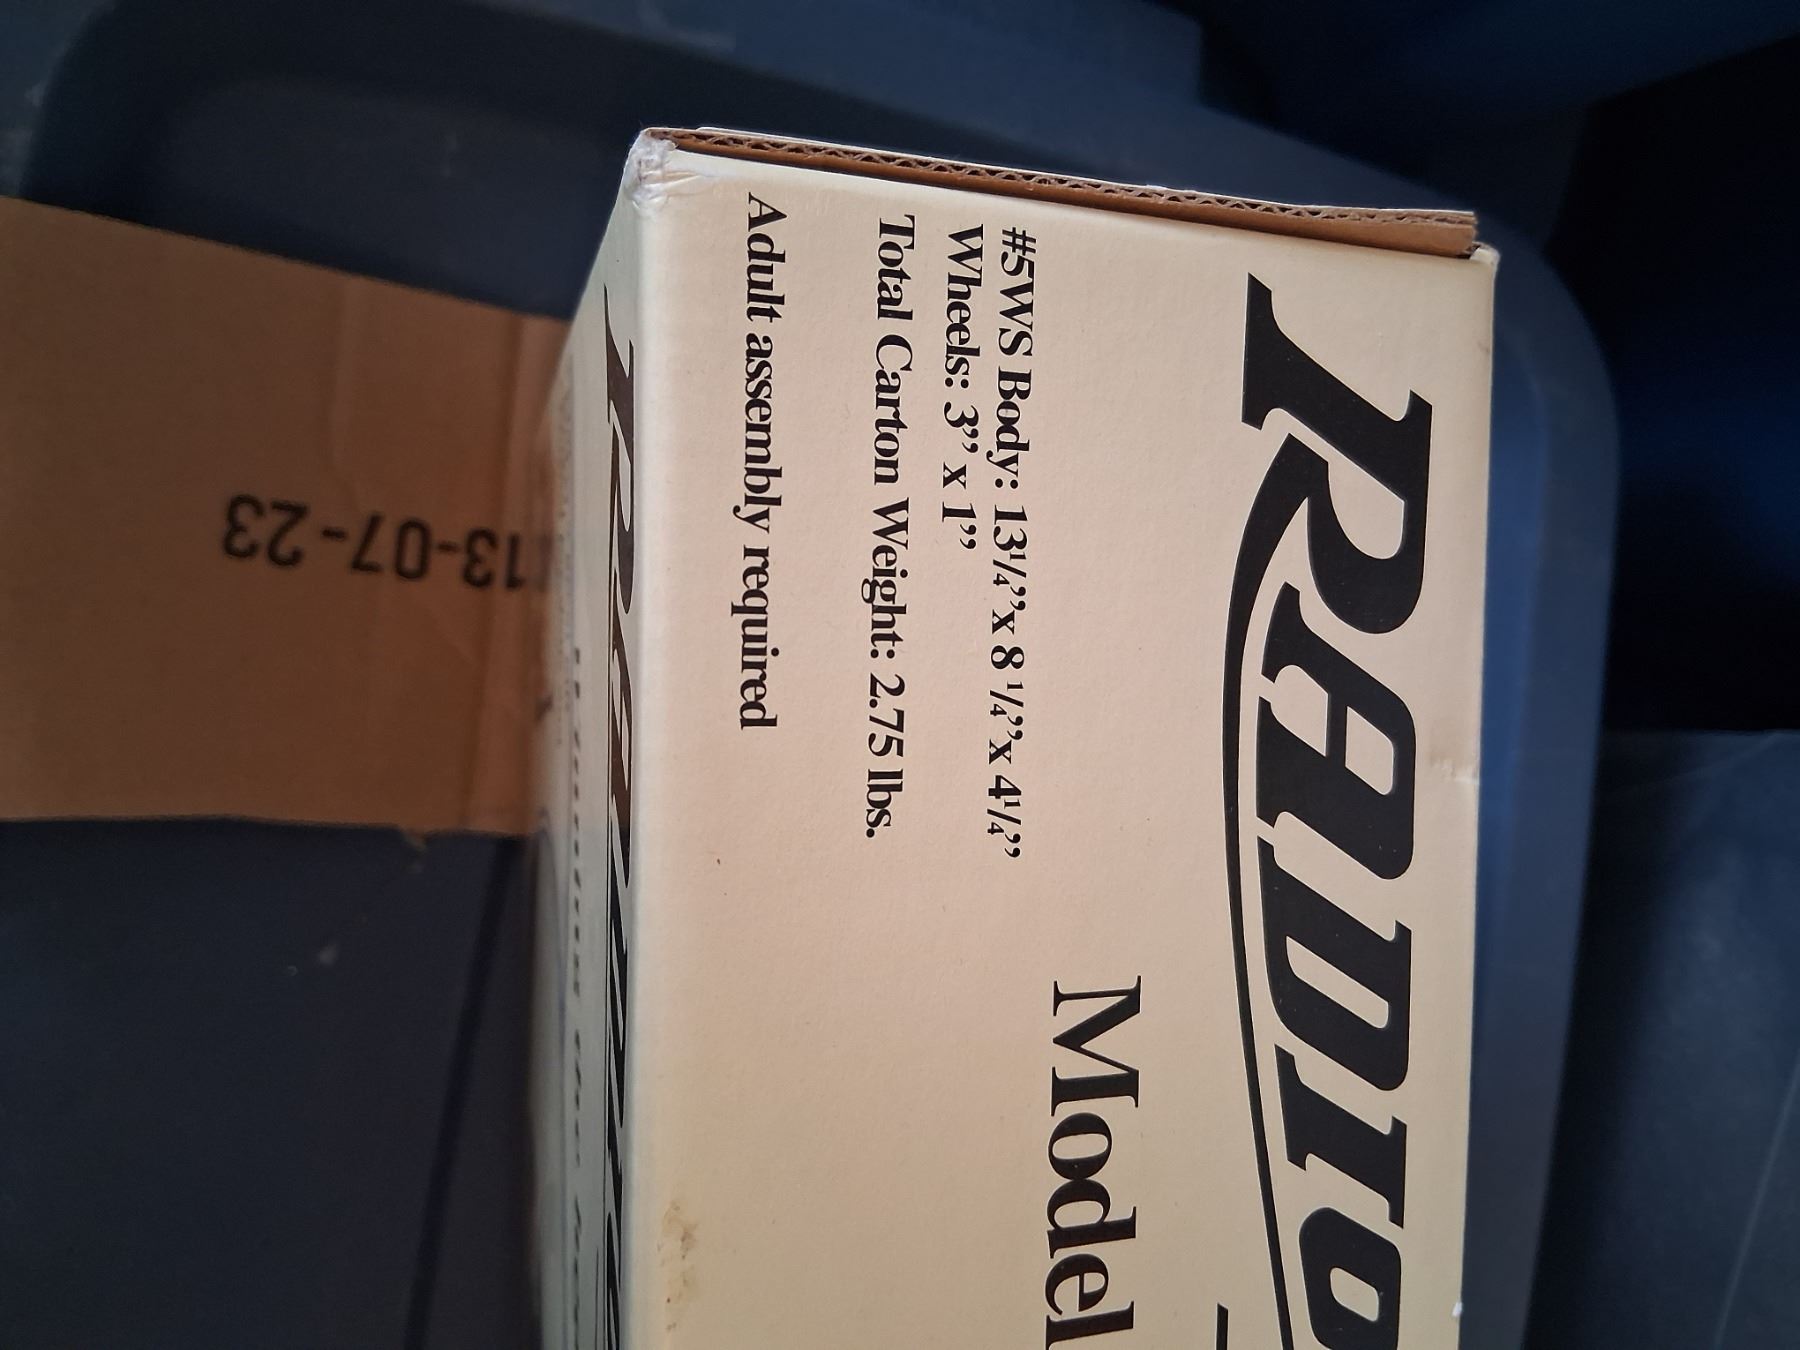 RADIO
Model
#5WS Body: 13¼”x 8 ¼”x 4¼”
Wheels: 3” x 1”
Total Carton Weight: 2.75 lbs.
Adult assembly required
RADIO
13-07-23